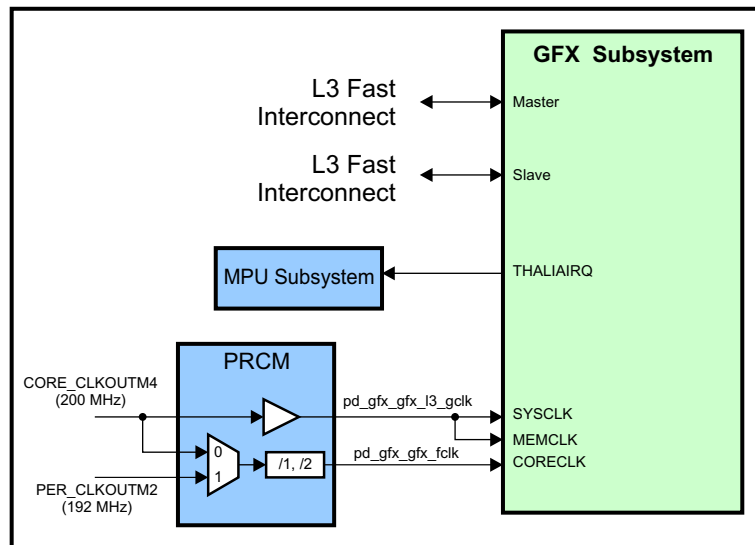 GFX Subsystem
L3 Fast
Interconnect
Master
L3 Fast
Interconnect
Slave
MPU Subsystem
THALIAIRQ
PRCM
CORE_CLKOUTM4
(200 MHz)
pd_gfx_gfx_l3_gclk
SYSCLK
MEMCLK
0
/1, /2
pd_gfx_gfx_fclk
CORECLK
1
PER_CLKOUTM2
(192 MHz)